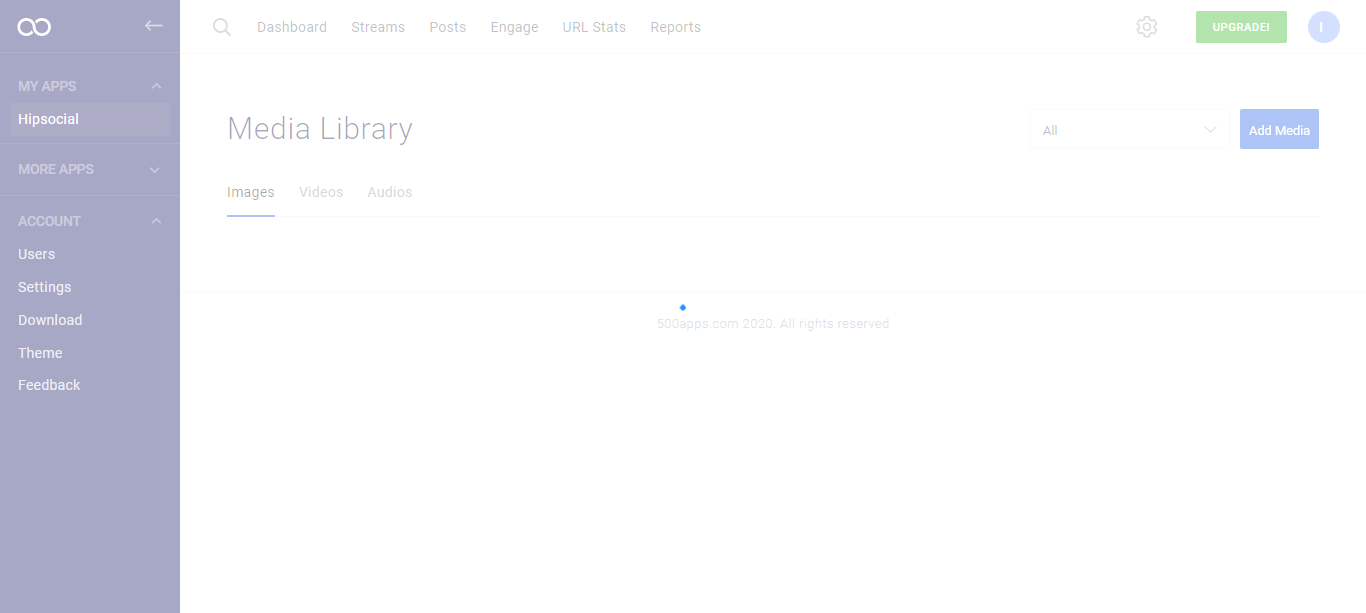 Dashboard Streams Posts Engage URL Stats Reports UPGRADE! I
MY APPS
Hipsocial
MORE APPS
ACCOUNT
Users
Settings
Download
Theme
Feedback
Media Library
All
Add Media
Images Videos Audios
500apps.com 2020. All rights reserved